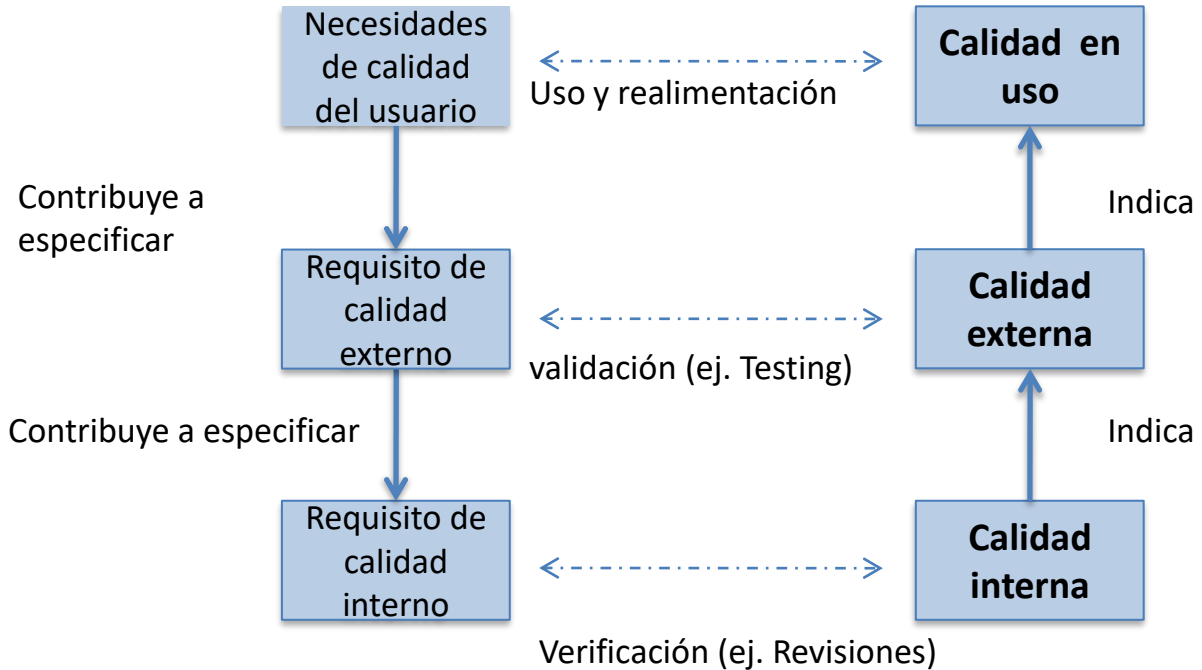 Necesidades
de calidad
del usuario
Uso y realimentación
Calidad en
uso
Contribuye a
especificar
Indica
Requisito de
calidad
externo
validación (ej. Testing)
Calidad
externa
Contribuye a especificar
Indica
Requisito de
calidad
interno
Verificación (ej. Revisiones)
Calidad
interna